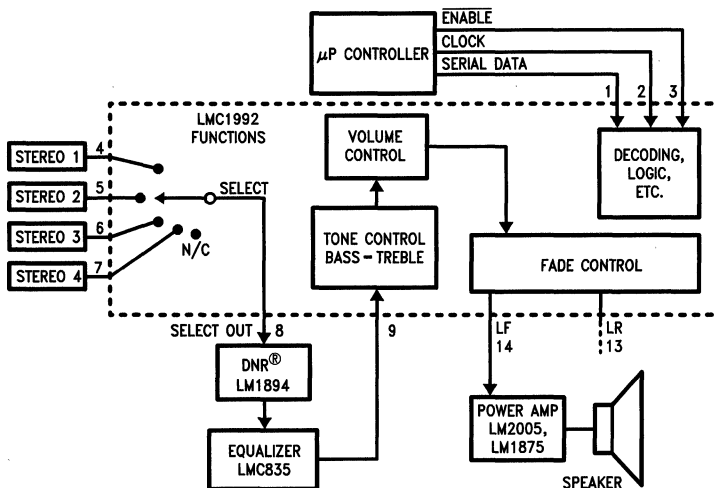 ENABLE
CLOCK
SERIAL DATA
μP CONTROLLER
1 2 3
LMC1992
FUNCTIONS
VOLUME
CONTROL
DECODING,
LOGIC,
ETC.
STEREO 1 4
STEREO 2 5
STEREO 3 6
STEREO 4 7
SELECT
N/C
TONE CONTROL
BASS – TREBLE
FADE CONTROL
SELECT OUT 8
9
LF
14
LR
13
DNR®
LM1894
EQUALIZER
LMC835
POWER AMP
LM2005,
LM1875
SPEAKER